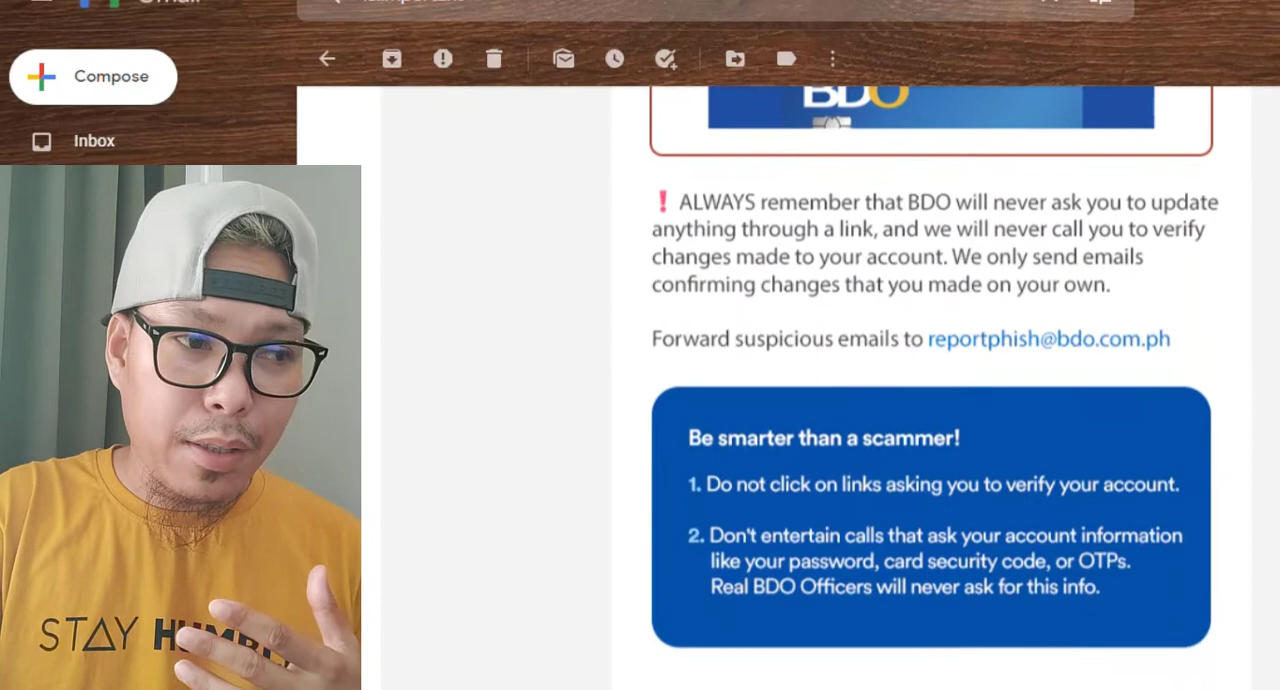 Compose
Inbox
BDO
❗ ALWAYS remember that BDO will never ask you to update
anything through a link, and we will never call you to verify
changes made to your account. We only send emails
confirming changes that you made on your own.
Forward suspicious emails to reportphish@bdo.com.ph
Be smarter than a scammer!
1. Do not click on links asking you to verify your account.
2. Don't entertain calls that ask your account information
like your password, card security code, or OTPs.
Real BDO Officers will never ask for this info.
STAY HUMBLE